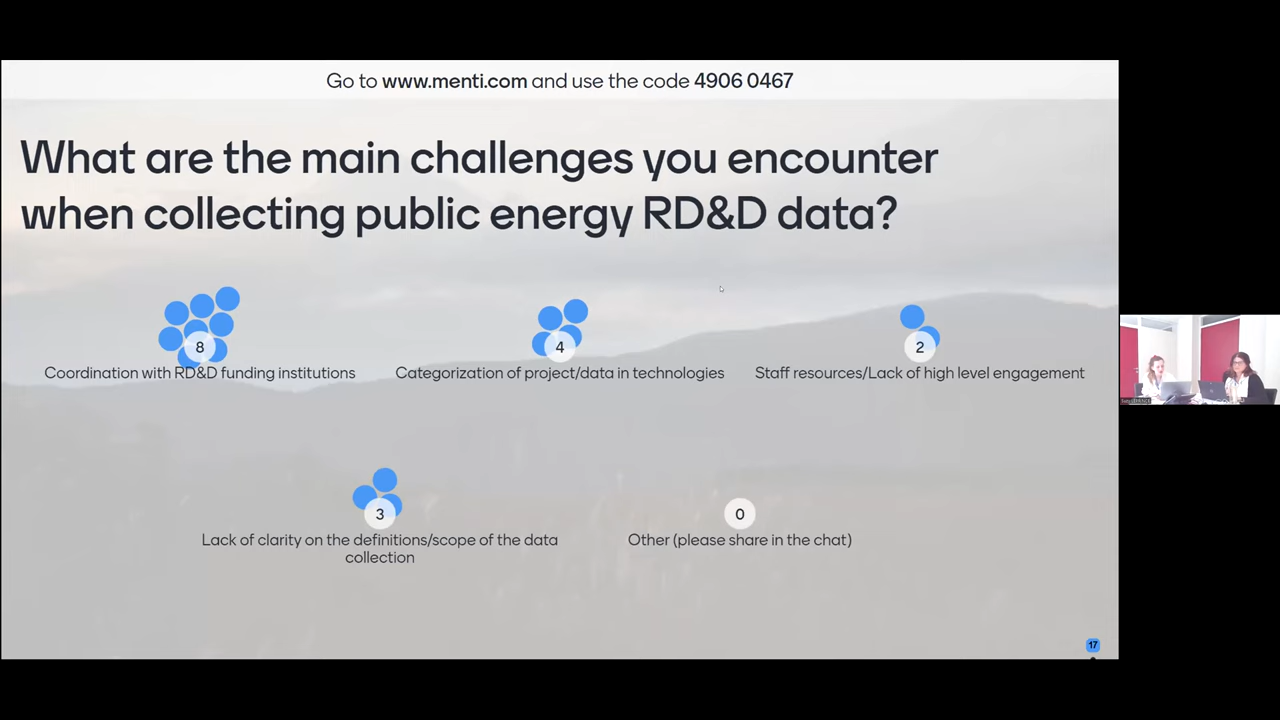 Go to www.menti.com and use the code 4906 0467
What are the main challenges you encounter
when collecting public energy RD&D data?
8
Coordination with RD&D funding institutions
4
Categorization of project/data in technologies
2
Staff resources/Lack of high level engagement
3
Lack of clarity on the definitions/scope of the data
collection
0
Other (please share in the chat)
17